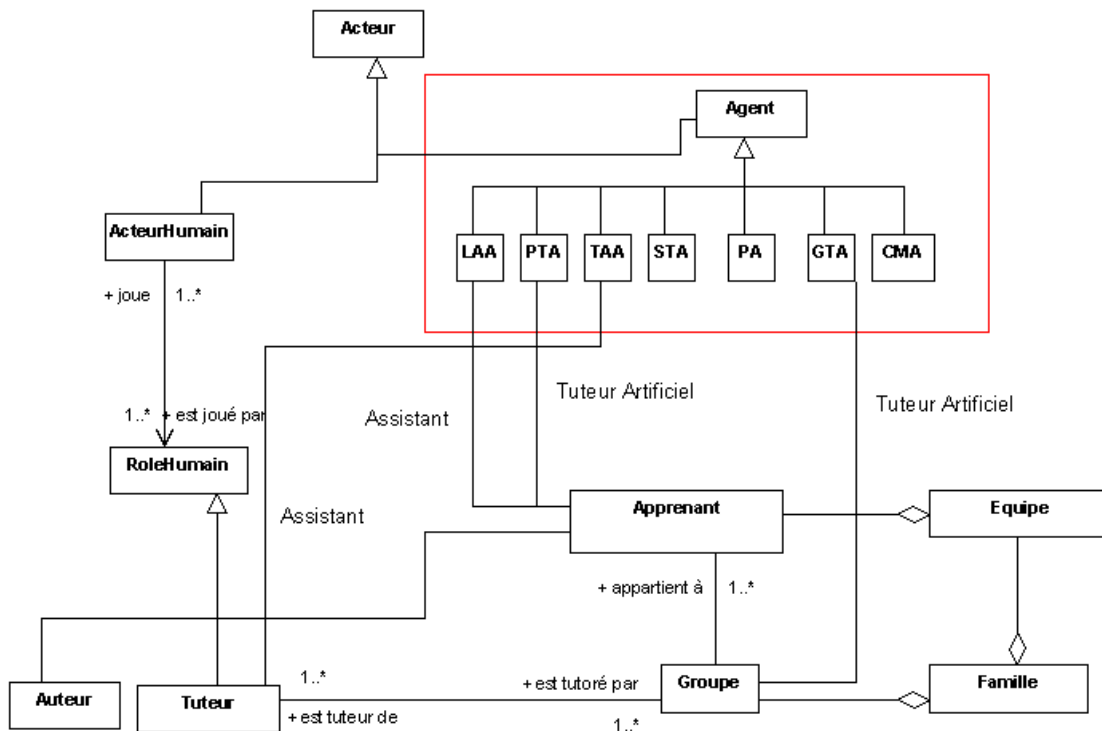 Acteur
Agent
ActeurHumain
LAA
PTA
TAA
STA
PA
GTA
CMA
+ joue
1..*
Tuteur Artificiel
Tuteur Artificiel
Assistant
1..*
+ est joué par
RoleHumain
Assistant
Apprenant
Equipe
+ appartient à
1..*
Auteur
Tuteur
1..*
+ est tuteur de
+ est tutoré par
1..*
Groupe
Famille